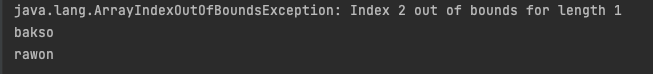 java.lang.ArrayIndexOutOfBoundsException: Index 2 out of bounds for length 1
bakso
rawon